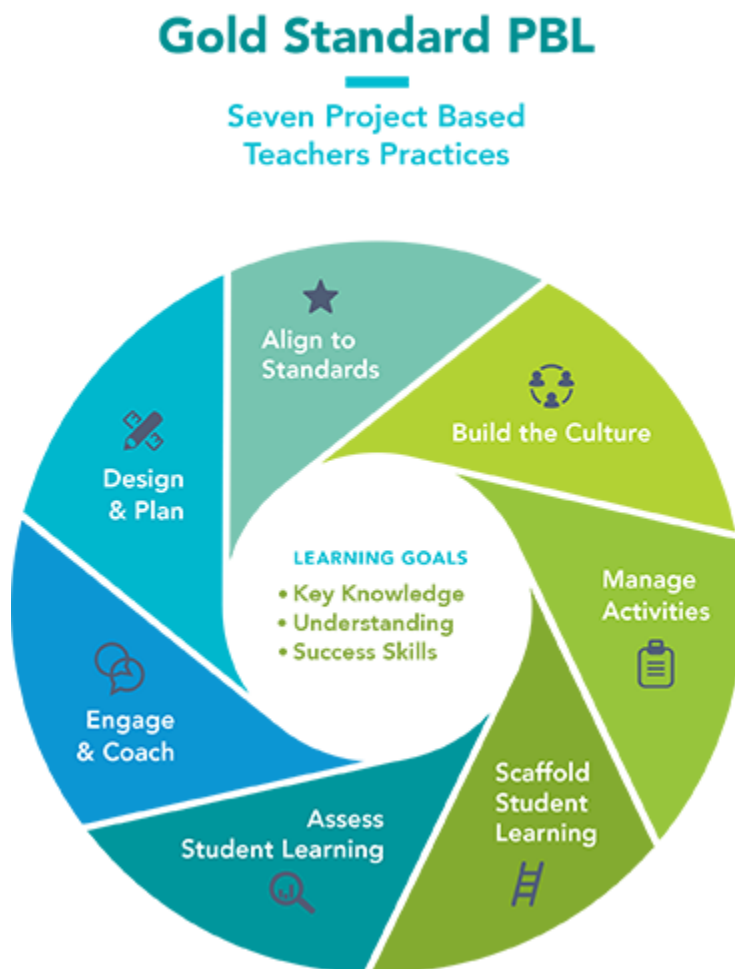 Gold Standard PBL
Seven Project Based
Teachers Practices
Align to
Standards
Build the Culture
Manage
Activities
Scaffold
Student
Learning
Assess
Student Learning
Engage
& Coach
Design
& Plan
LEARNING GOALS
• Key Knowledge
• Understanding
• Success Skills